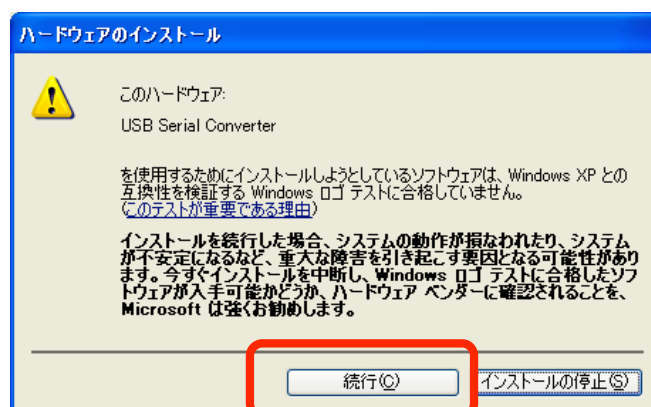 ハードウェアのインストール
このハードウェア:
USB Serial Converter
を使用するためにインストールしようとしているソフトウェアは、Windows XP との
互換性を検証する Windows ロゴ テストに合格していません。
(このテストが重要である理由)
インストールを続行した場合、システムの動作が損なわれたり、システム
が不安定になるなど、重大な障害を引き起こす要因となる可能性があり
ます。今すぐインストールを中断し、Windows ロゴ テストに合格したソフ
トウェアが入手可能かどうか、ハードウェア ベンダーに確認されることを、
Microsoft は強くお勧めします。
続行(C)
インストールの停止(S)